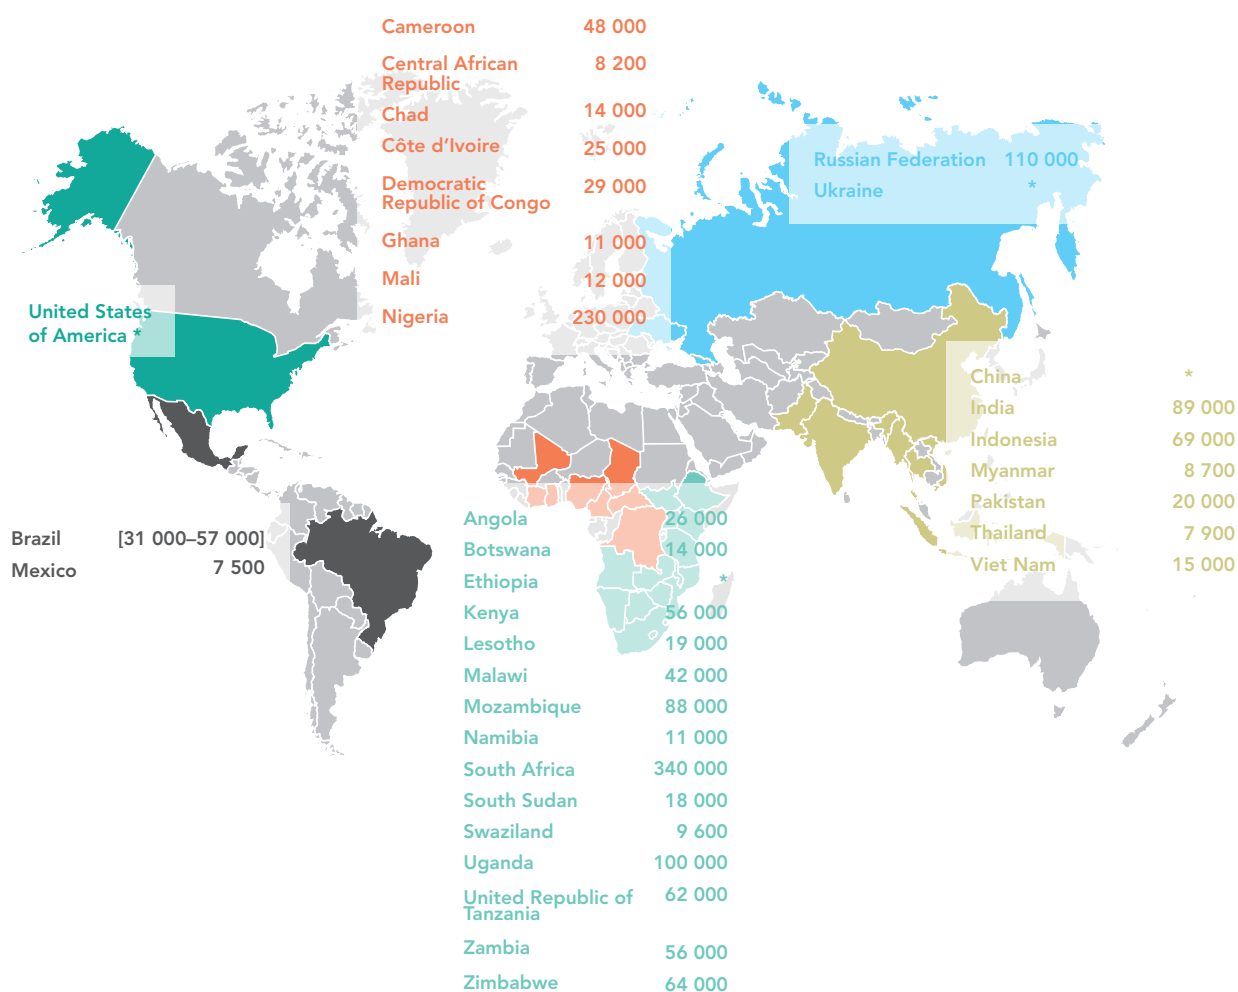 Cameroon 48 000
Central African 8 200
Republic
Chad 14 000
Côte d’Ivoire 25 000
Democratic 29 000
Republic of Congo
Ghana 11 000
Mali 12 000
Nigeria 230 000
Russian Federation 110 000
Ukraine *
United States
of America *
China *
India 89 000
Indonesia 69 000
Myanmar 8 700
Pakistan 20 000
Thailand 7 900
Viet Nam 15 000
Brazil [31 000–57 000]
Mexico 7 500
Angola 26 000
Botswana 14 000
Ethiopia *
Kenya 56 000
Lesotho 19 000
Malawi 42 000
Mozambique 88 000
Namibia 11 000
South Africa 340 000
South Sudan 18 000
Swaziland 9 600
Uganda 100 000
United Republic of 62 000
Tanzania
Zambia 56 000
Zimbabwe 64 000